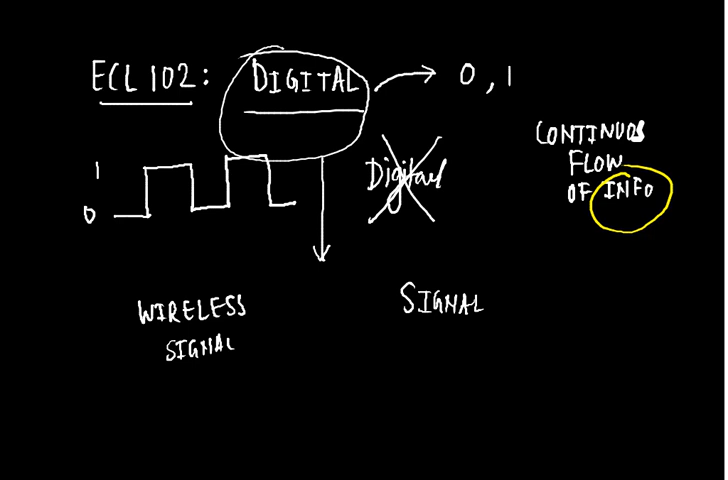 ECL 102: DIGITAL → 0, 1
CONTINUOS
FLOW
OF INFO
1
0
Digital
WIRELESS
SIGNAL
SIGNAL